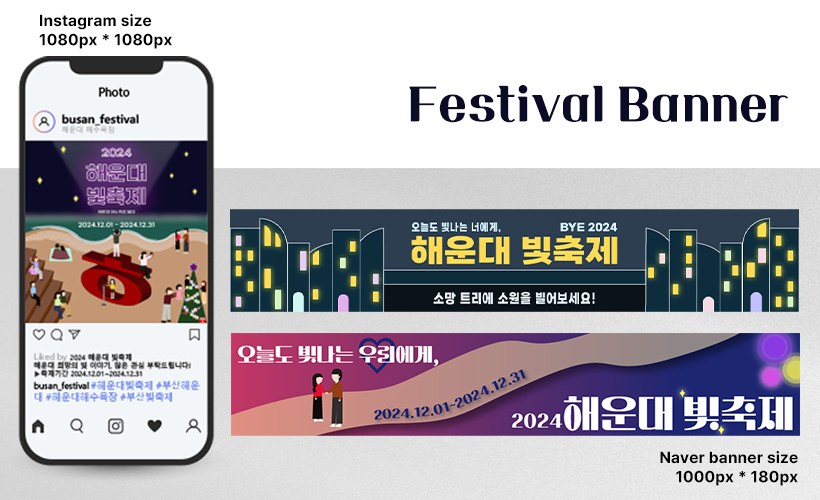 Instagram size
1080px * 1080px
Photo
busan_festival
해운대 해수욕장
2024
해운대
빛축제
2024.12.01 ~ 2024.12.31
Liked by 2024 해운대 빛축제
해운대 희망의 빛 이야기, 많은 관심 부탁드립니다!
▶축제기간 2024.12.01~2024.12.31
busan_festival #해운대빛축제 #부산해운
대 #해운대해수욕장 #부산빛축제
Festival Banner
오늘도 빛나는 너에게,
BYE 2024
해운대 빛축제
소망 트리에 소원을 빌어보세요!
오늘도 빛나는 우리에게,
2024.12.01~2024.12.31
2024해운대 빛축제
Naver banner size
1000px * 180px